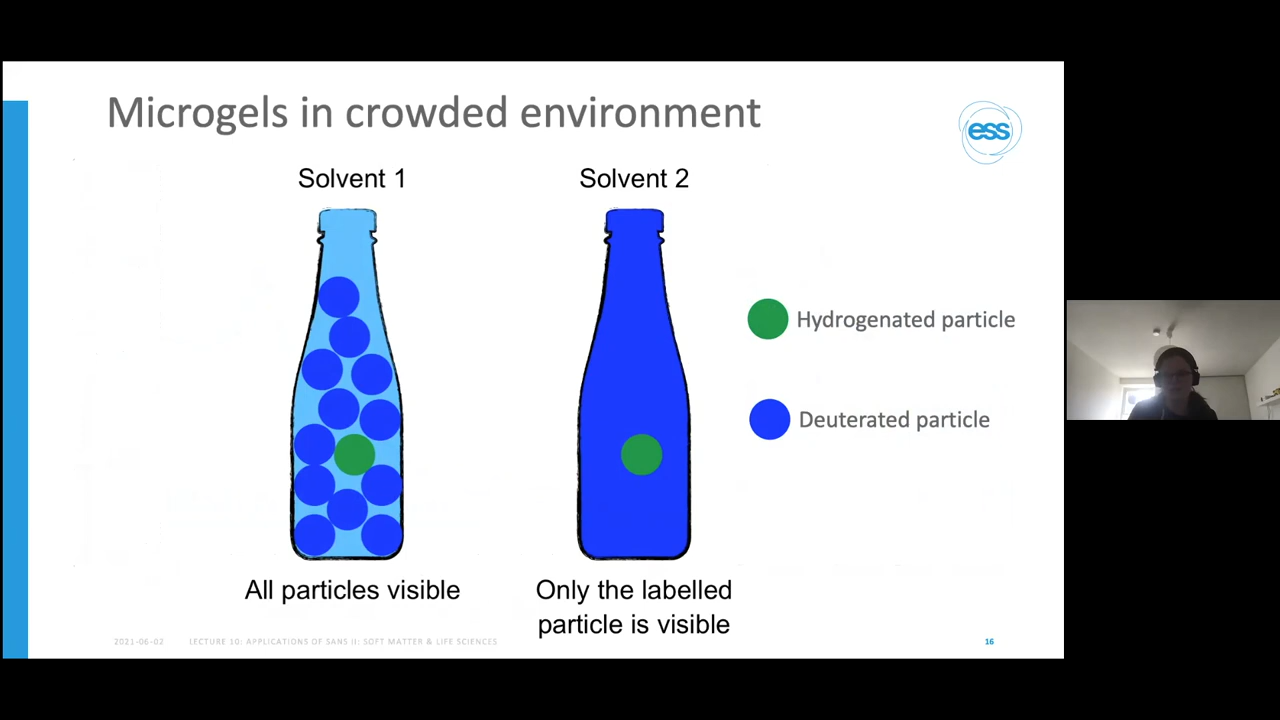 Microgels in crowded environment
ess
Solvent 1
Solvent 2
Hydrogenated particle
Deuterated particle
All particles visible
Only the labelled
particle is visible
2021-06-02
LECTURE 10: APPLICATIONS OF SANS II: SOFT MATTER & LIFE SCIENCES
16